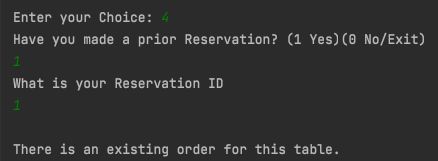 Enter your Choice: 4
Have you made a prior Reservation? (1 Yes)(0 No/Exit)
1
What is your Reservation ID
1
There is an existing order for this table.